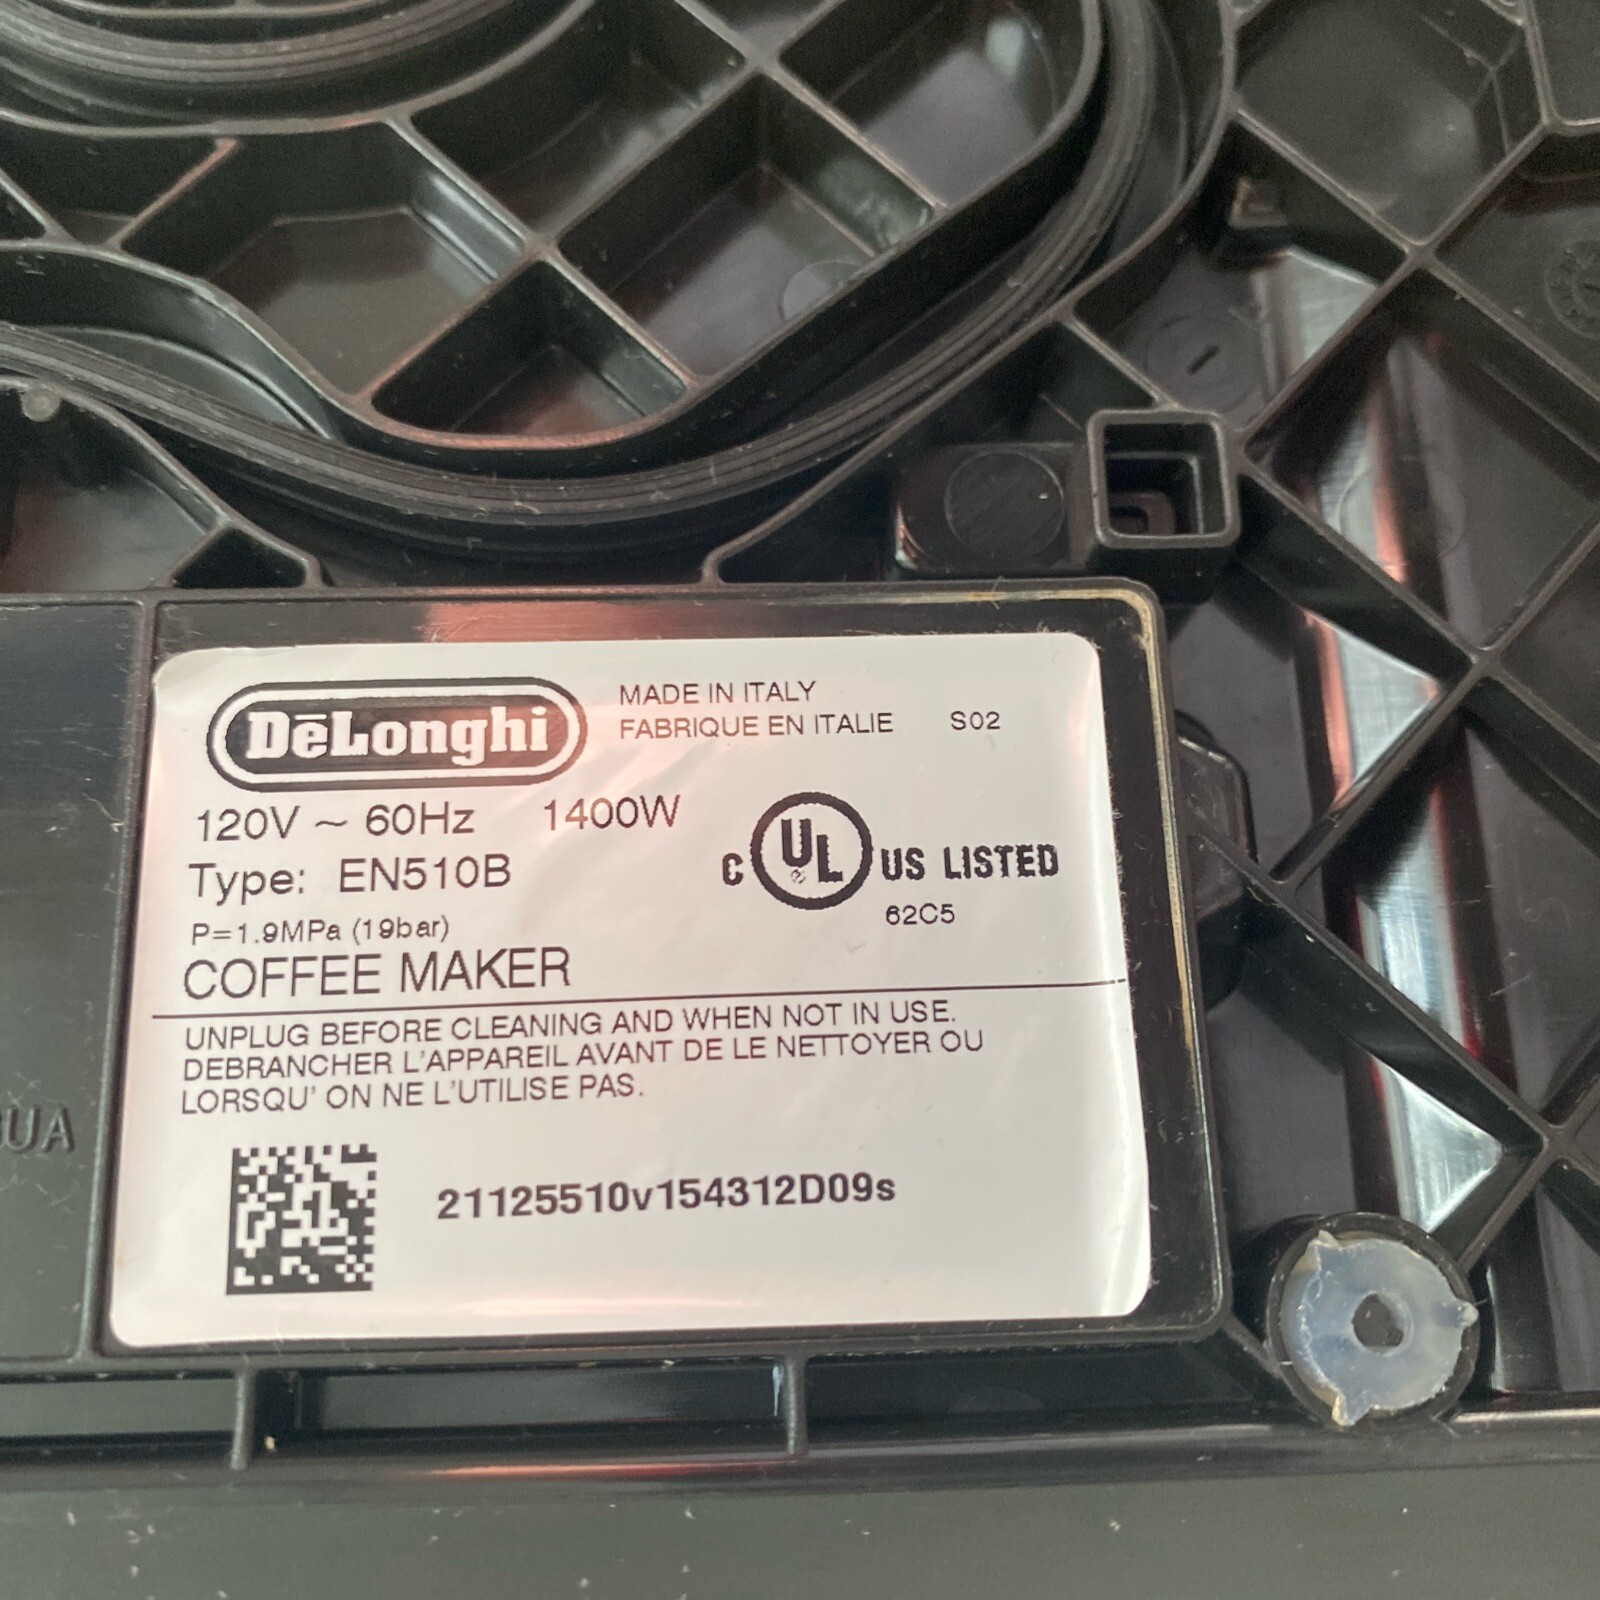 DēLonghi
MADE IN ITALY
FABRIQUE EN ITALIE S02
120V ~ 60Hz 1400W
Type: EN510B
P=1.9MPa (19bar)
COFFEE MAKER
C UL US LISTED
62C5
UNPLUG BEFORE CLEANING AND WHEN NOT IN USE.
DEBRANCHER L'APPAREIL AVANT DE LE NETTOYER OU
LORSQU' ON NE L'UTILISE PAS.
21125510v154312D09s